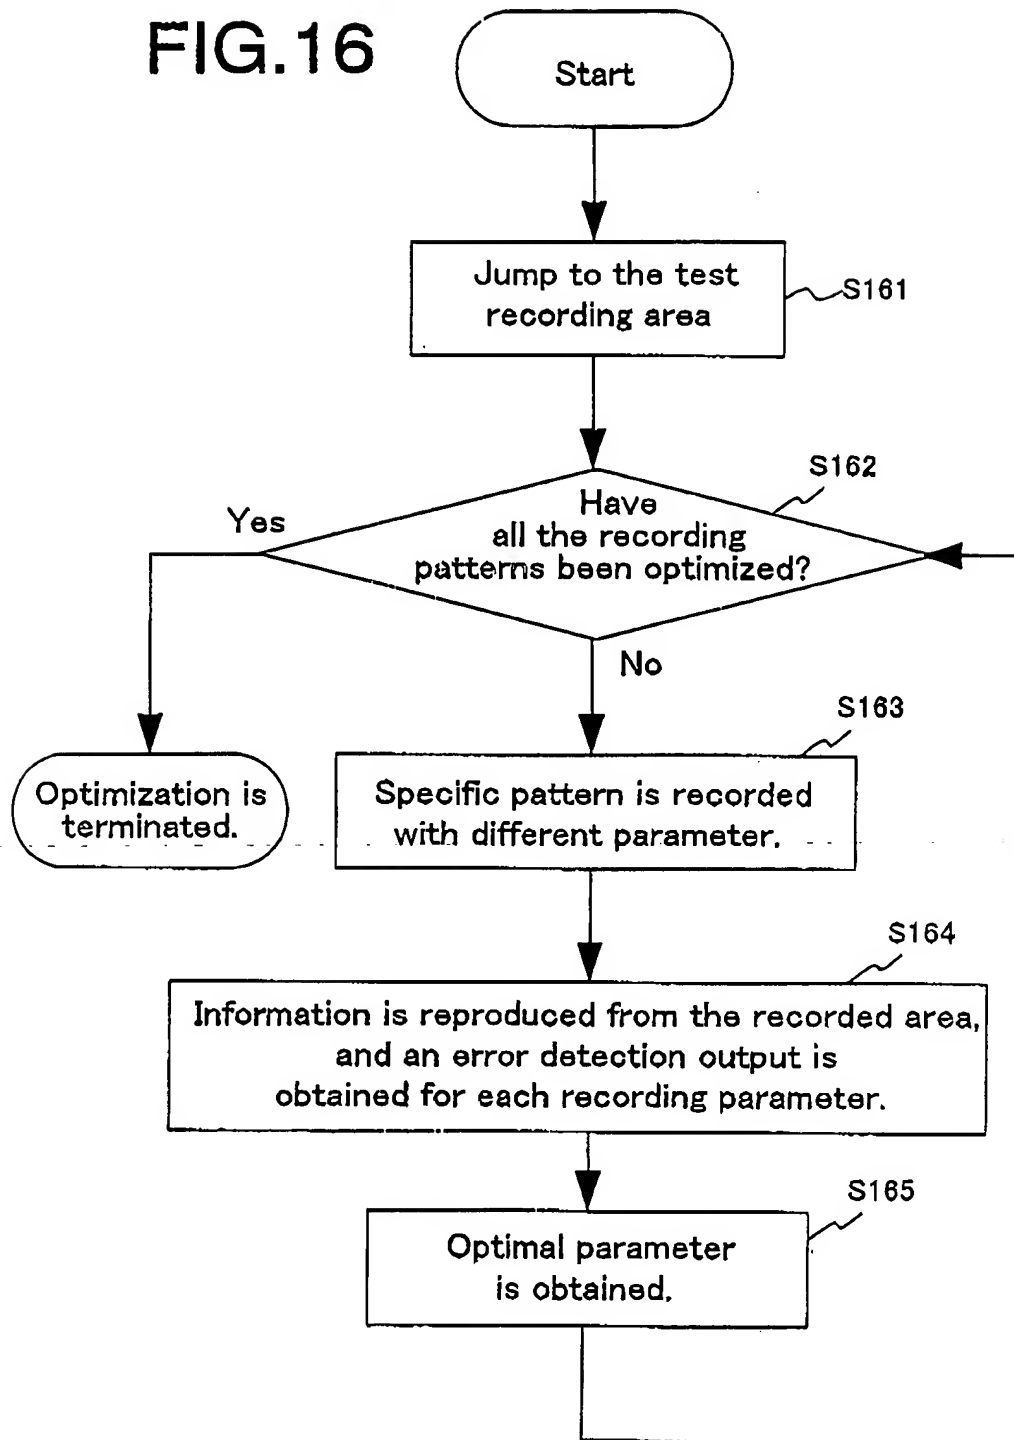 FIG.16
Start
Jump to the test
recording area
S161
S162
Have
all the recording
patterns been optimized?
Yes
No
S163
Optimization is
terminated.
Specific pattern is recorded
with different parameter.
S164
Information is reproduced from the recorded area,
and an error detection output is
obtained for each recording parameter.
S165
Optimal parameter
is obtained.